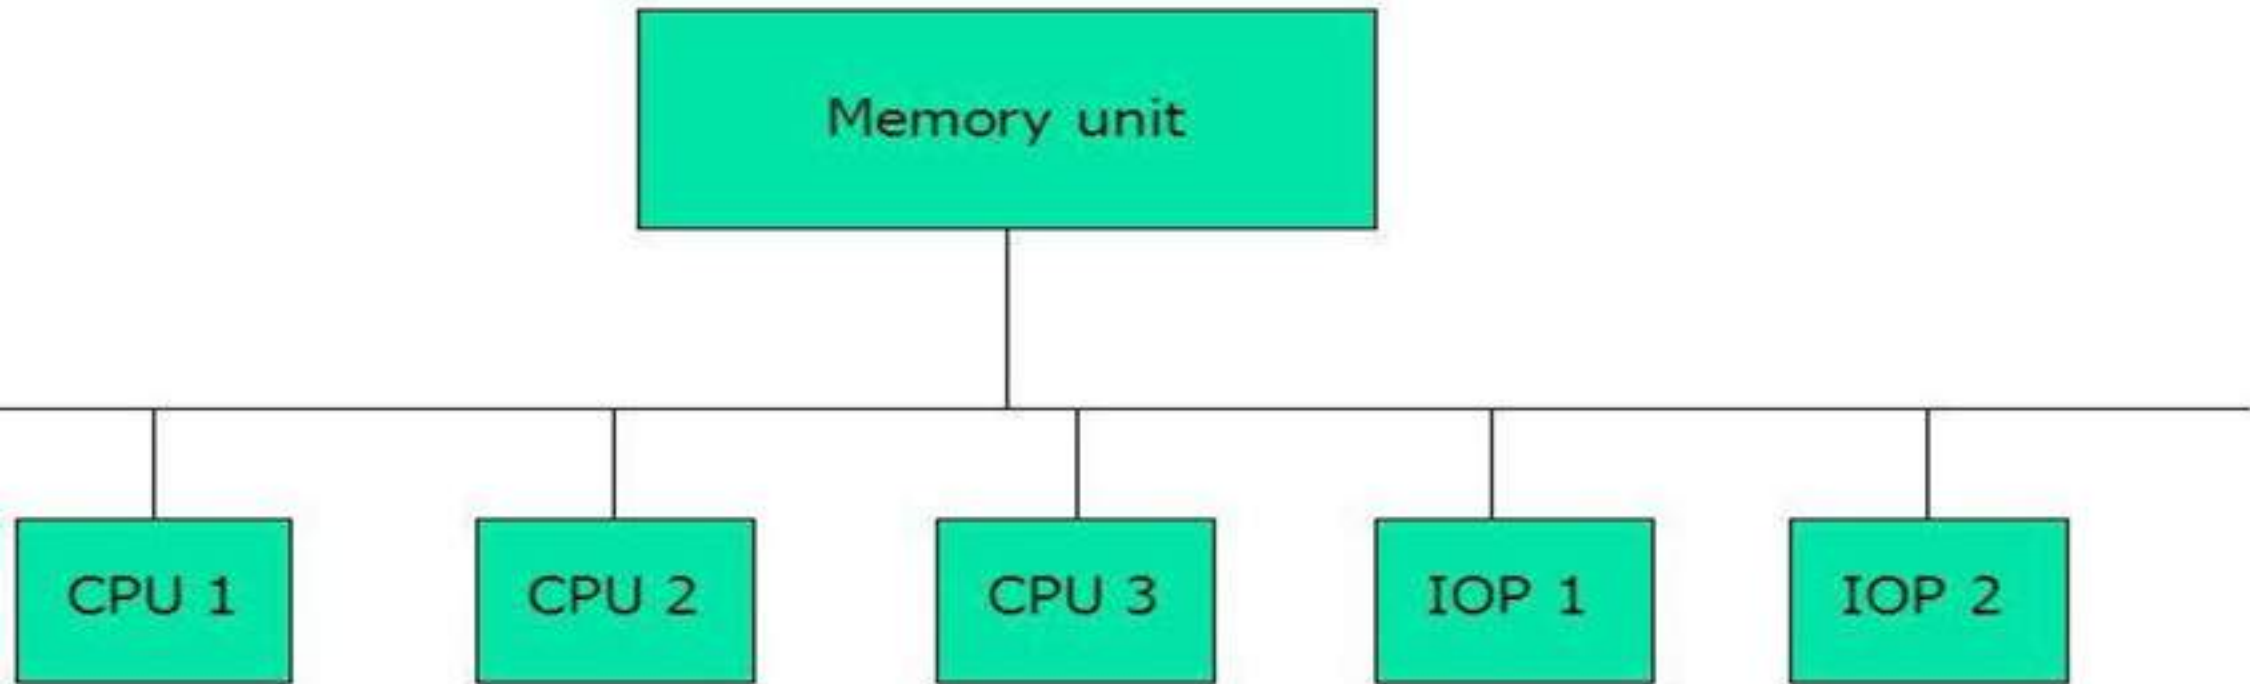 Memory unit
CPU 1
CPU 2
CPU 3
IOP 1
IOP 2